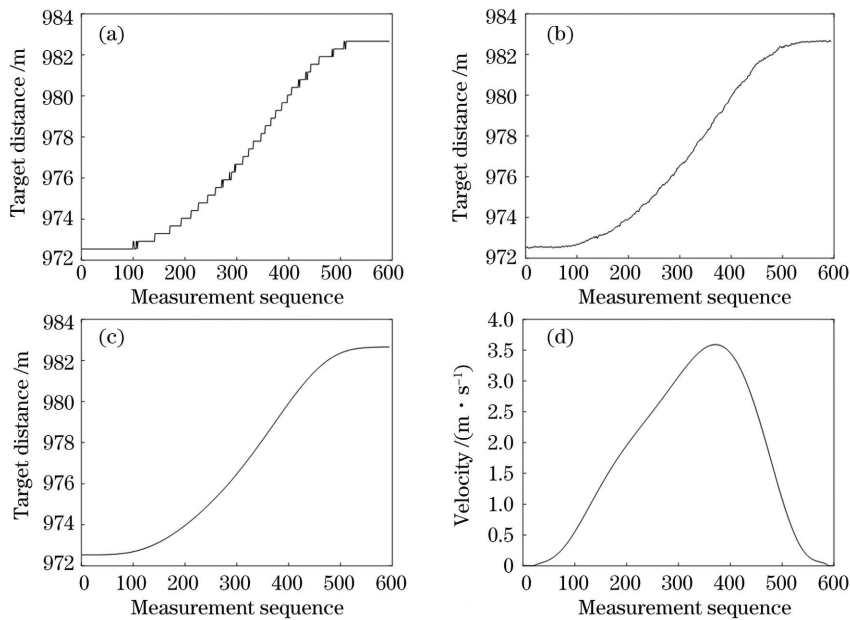 984
982
980
978
976
973
972
Target distance /m
(a)
0 100 200 300 400 500 600
Measurement sequence
984
982
980
978
976
973
972
Target distance /m
(b)
0 100 200 300 400 500 600
Measurement sequence
984
982
980
978
976
973
972
Target distance /m
(c)
0 100 200 300 400 500 600
Measurement sequence
4.0
3.5
3.0
2.5
2.0
1.5
1.0
0.5
0
Velocity /(m · s⁻¹)
(d)
0 100 200 300 400 500 600
Measurement sequence